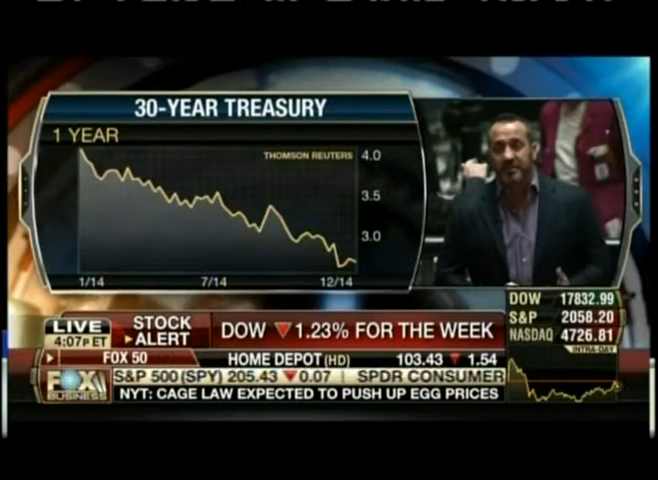 30-YEAR TREASURY
1 YEAR
THOMSON REUTERS
4.0
3.5
3.0
1/14 7/14 12/14
DOW 17832.99
S&P 2058.20
NASDAQ 4726.81
INTRA-DAY
LIVE
4:07P ET
STOCK
ALERT
DOW ▼1.23% FOR THE WEEK
FOX 50 HOME DEPOT (HD) 103.43 ▼ 1.54
FOX
BUSINESS
S&P 500 (SPY) 205.43 ▼0.07 | SPDR CONSUMER
NYT: CAGE LAW EXPECTED TO PUSH UP EGG PRICES